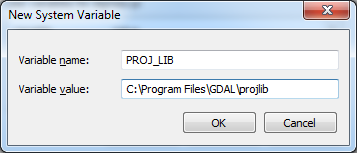 New System Variable
Variable name: PROJ_LIB
Variable value: C:\Program Files\GDAL\projlib
OK Cancel